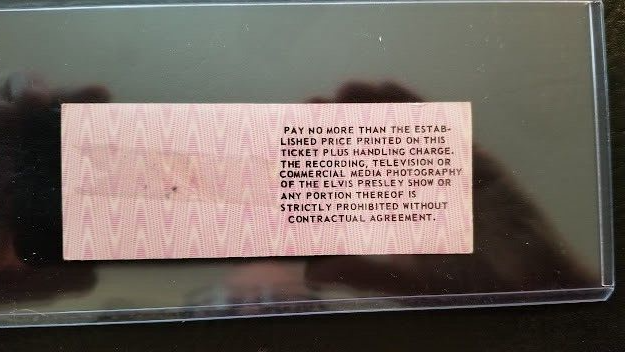 PAY NO MORE THAN THE ESTAB-
LISHED PRICE PRINTED ON THIS
TICKET PLUS HANDLING CHARGE.
THE RECORDING, TELEVISION OR
COMMERCIAL MEDIA PHOTOGRAPHY
OF THE ELVIS PRESLEY SHOW OR
ANY PORTION THEREOF IS
STRICTLY PROHIBITED WITHOUT
CONTRACTUAL AGREEMENT.